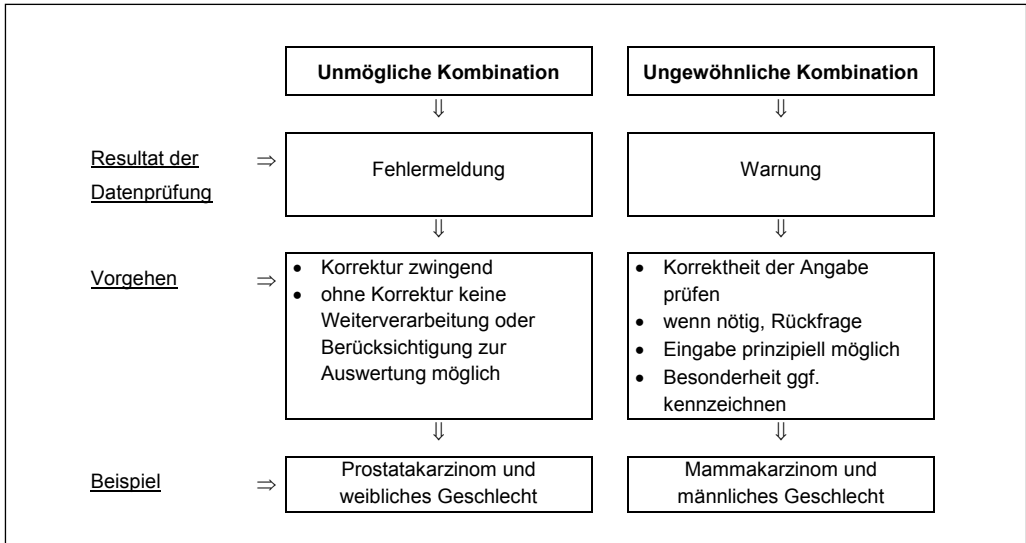 Unmögliche Kombination
Ungewöhnliche Kombination
⇓
⇓
Resultat der
Datenprüfung
⇒
Fehlermeldung
Warnung
⇓
⇓
Vorgehen
⇒
• Korrektur zwingend
• ohne Korrektur keine
Weiterverarbeitung oder
Berücksichtigung zur
Auswertung möglich
• Korrektheit der Angabe
prüfen
• wenn nötig, Rückfrage
• Eingabe prinzipiell möglich
• Besonderheit ggf.
kennzeichnen
⇓
⇓
Beispiel
⇒
Prostatakarzinom und
weibliches Geschlecht
Mammakarzinom und
männliches Geschlecht